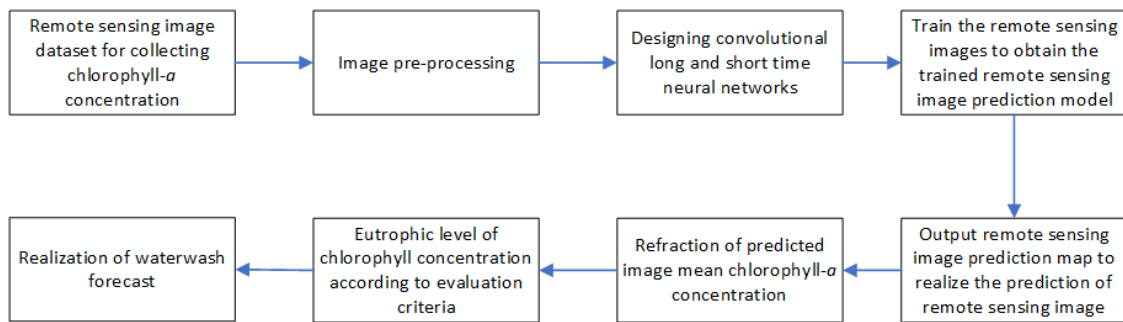 Remote sensing image
dataset for collecting
chlorophyll-a
concentration
Image pre-processing
Designing convolutional
long and short time
neural networks
Train the remote sensing
images to obtain the
trained remote sensing
image prediction model
Output remote sensing
image prediction map to
realize the prediction of
remote sensing image
Refraction of predicted
image mean chlorophyll-a
concentration
Eutrophic level of
chlorophyll concentration
according to evaluation
criteria
Realization of waterwash
forecast